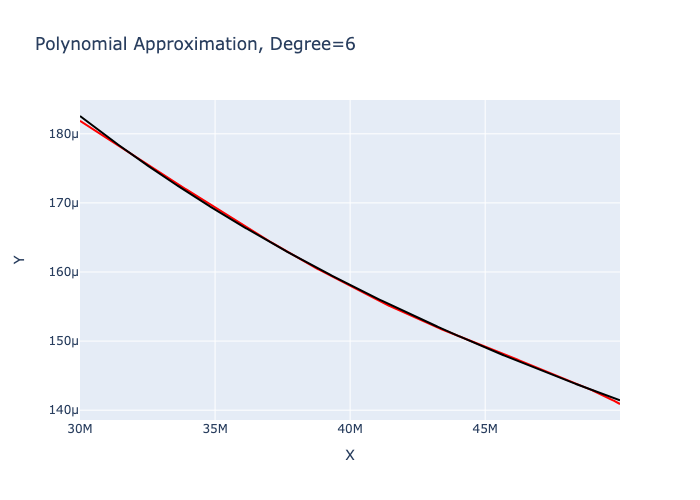 Polynomial Approximation, Degree=6
180μ
170μ
160μ
150μ
140μ
Y
30M
35M
40M
45M
X